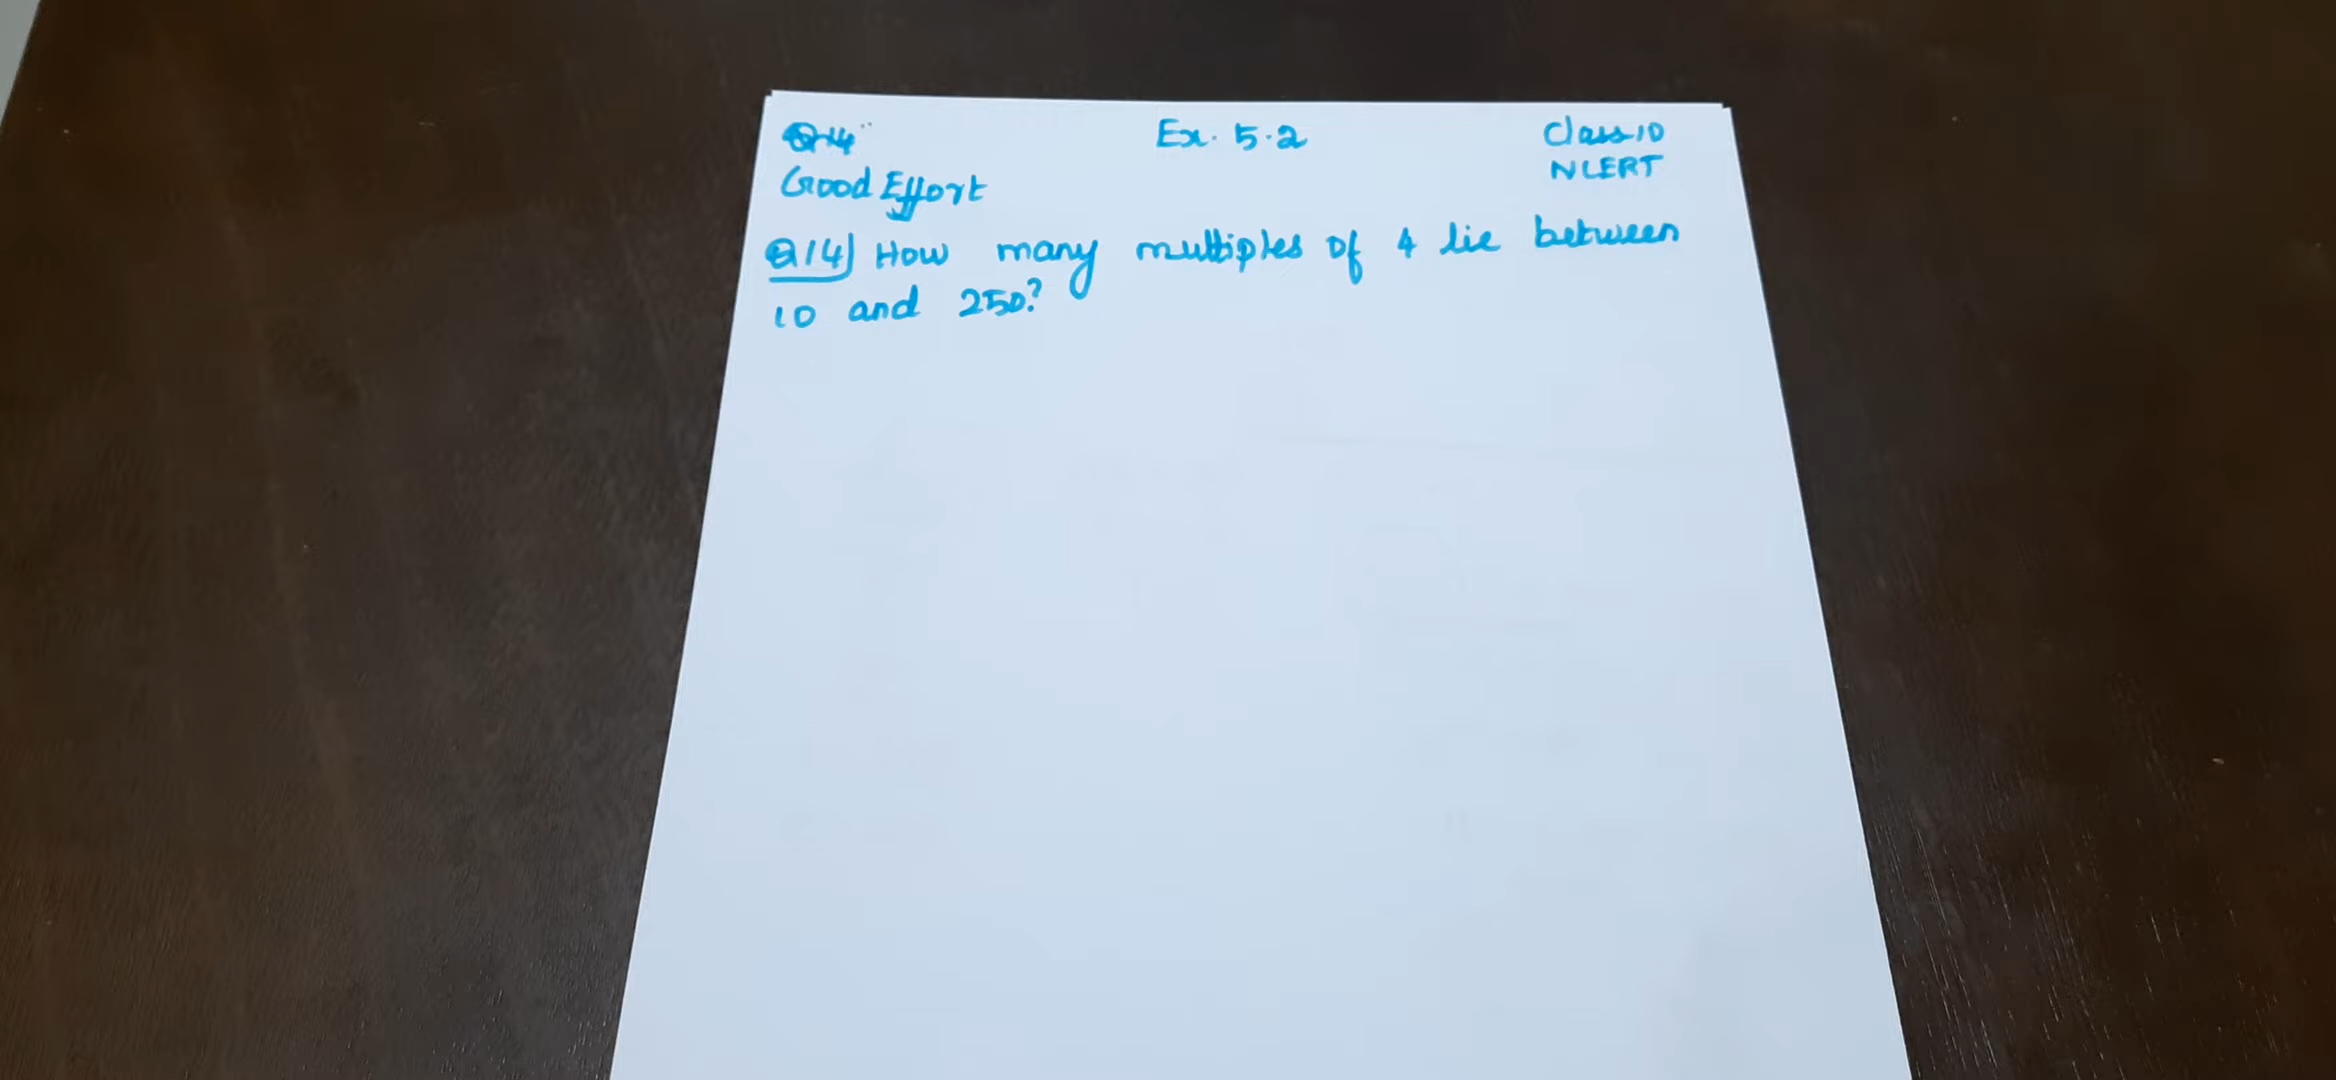 Ex. 5.2
Class 10
NCERT
Good Effort
Q14) How many multiples of 4 lie between
10 and 250?